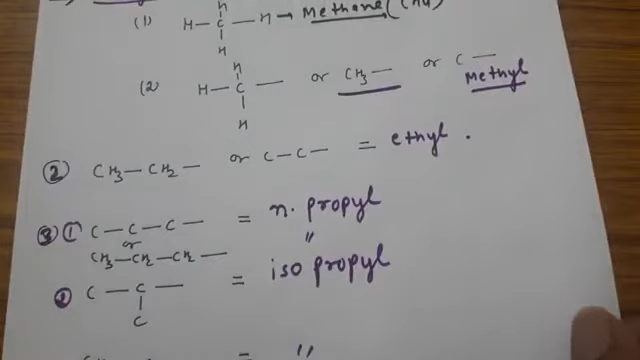 H
(1) H—C—H — Methane (CH4)
H
H
(2) H—C— or CH3— or C—
H
Methyl
② CH3—CH2— or C—C— = ethyl .
③ ① C—C—C— = n. propyl
or
CH3—CH2—CH2— "
② C—C— = iso propyl
C
= "